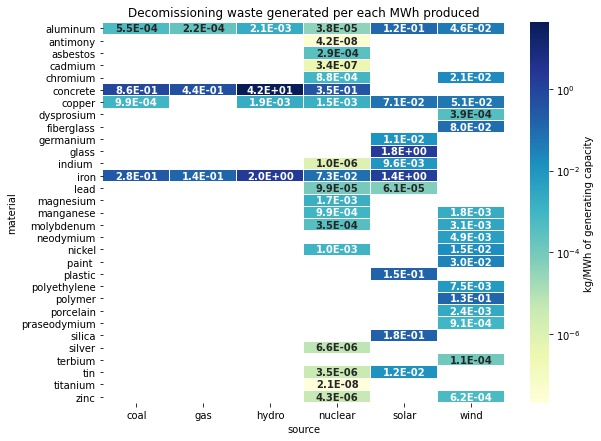 Decomissioning waste generated per each MWh produced
aluminum 5.5E-04 2.2E-04 2.1E-03 3.8E-05 1.2E-01 4.6E-02
antimony 4.2E-08
asbestos 2.9E-04
cadmium 3.4E-07
chromium 8.8E-04 2.1E-02
concrete 8.6E-01 4.4E-01 4.2E+01 3.5E-01
copper 9.9E-04 1.9E-03 1.5E-03 7.1E-02 5.1E-02
dysprosium 3.9E-04
fiberglass 8.0E-02
germanium 1.1E-02
glass 1.8E+00
indium 1.0E-06 9.6E-03
iron 2.8E-01 1.4E-01 2.0E+00 7.3E-02 1.4E+00
lead 9.9E-05 6.1E-05
magnesium 1.7E-03
manganese 9.9E-04 1.8E-03
molybdenum 3.5E-04 3.1E-03
neodymium 4.9E-03
nickel 1.0E-03 1.5E-02
paint 3.0E-02
plastic 1.5E-01
polyethylene 7.5E-03
polymer 1.3E-01
porcelain 2.4E-03
praseodymium 9.1E-04
silica 1.8E-01
silver 6.6E-06
terbium 1.1E-04
tin 3.5E-06 1.2E-02
titanium 2.1E-08
zinc 4.3E-06 6.2E-04
coal gas hydro nuclear solar wind
source
material
10⁰
10⁻²
10⁻⁴
10⁻⁶
kg/MWh of generating capacity